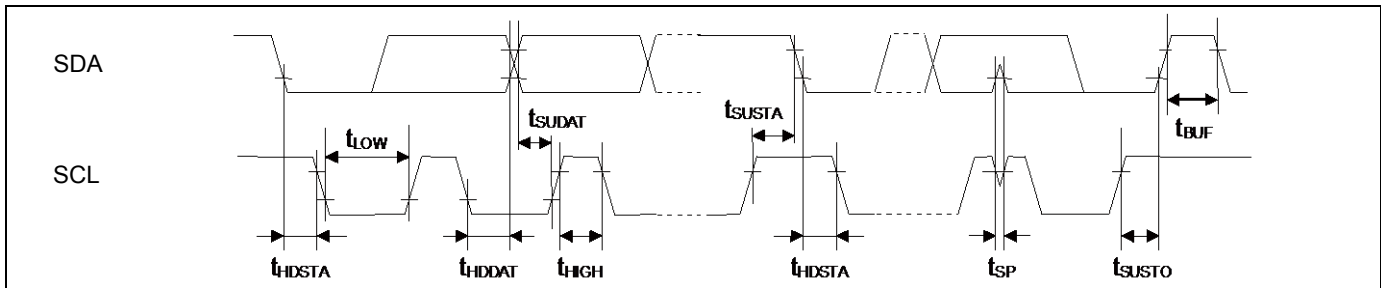 SDA
tSUSTA
tSUDAT
tBUF
tLOW
SCL
tHDSTA
tHDDAT
tHIGH
tHDSTA
tSP
tSUSTO